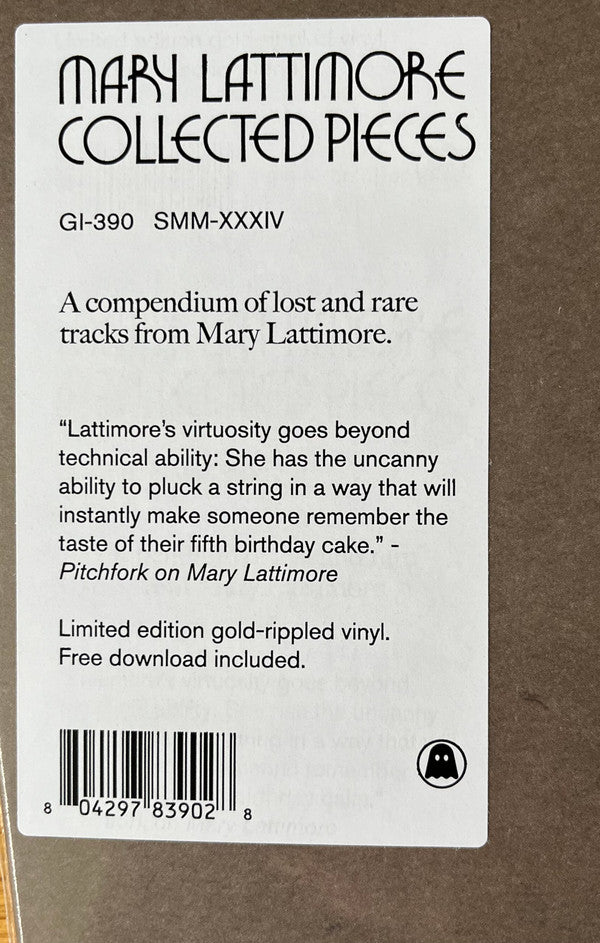 MARY LATTIMORE
COLLECTED PIECES
GI-390 SMM-XXXIV
A compendium of lost and rare
tracks from Mary Lattimore.
“Lattimore’s virtuosity goes beyond
technical ability: She has the uncanny
ability to pluck a string in a way that will
instantly make someone remember the
taste of their fifth birthday cake.” -
Pitchfork on Mary Lattimore
Limited edition gold-rippled vinyl.
Free download included.
8 04297 83902 8